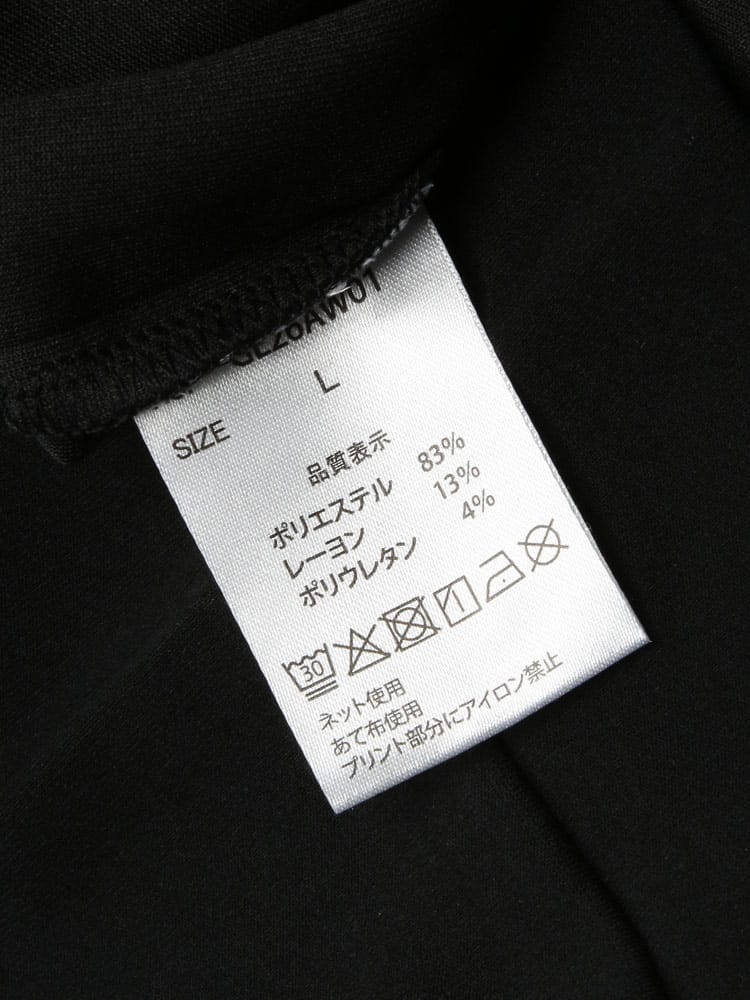 SIZE L
品質表示
ポリエステル 83%
レーヨン 13%
ポリウレタン 4%
30
ネット使用
あて布使用
プリント部分にアイロン禁止